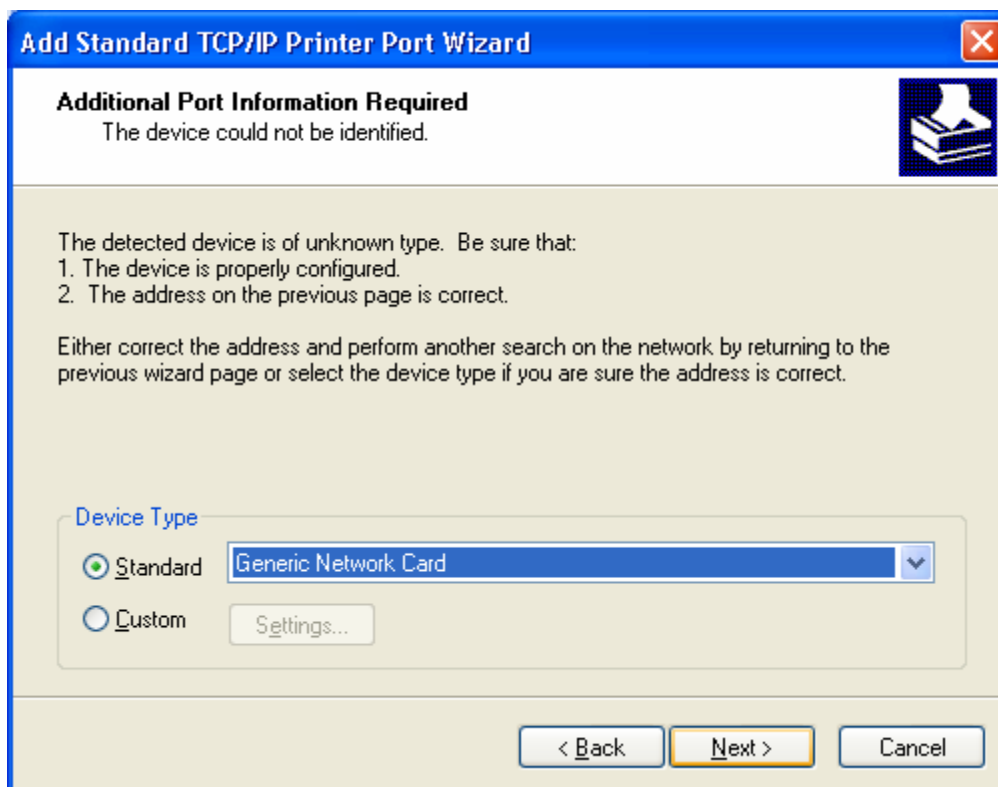 Add Standard TCP/IP Printer Port Wizard
Additional Port Information Required
The device could not be identified.
The detected device is of unknown type.  Be sure that:
1. The device is properly configured.
2.  The address on the previous page is correct.
Either correct the address and perform another search on the network by returning to the
previous wizard page or select the device type if you are sure the address is correct.
Device Type
Standard
Generic Network Card
Custom
Settings...
< Back
Next >
Cancel